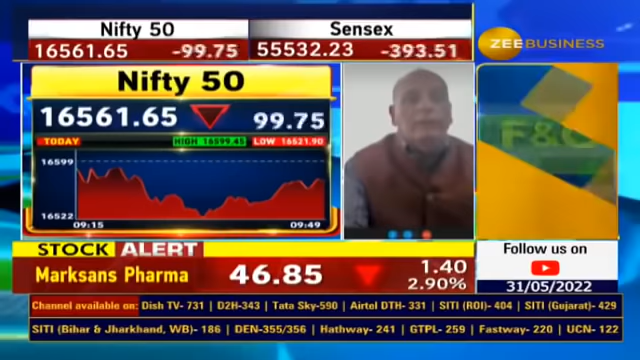 Nifty 50
Sensex
16561.65 -99.75
55532.23 -393.51
ZEE BUSINESS
Nifty 50
16561.65 99.75
TODAY HIGH 16599.45 LOW 16521.90
16599
16522
09:15 09:49
F&O
STOCK ALERT
Marksans Pharma 46.85 1.40
2.90%
Follow us on
31/05/2022
Channel available on: Dish TV- 731 | D2H-343 | Tata Sky-590 | Airtel DTH- 331 | SITI (ROI)- 404 | SITI (Gujarat)- 429
SITI (Bihar & Jharkhand, WB)- 186 | DEN-355/356 | Hathway- 241 | GTPL- 259 | Fastway- 220 | UCN- 122